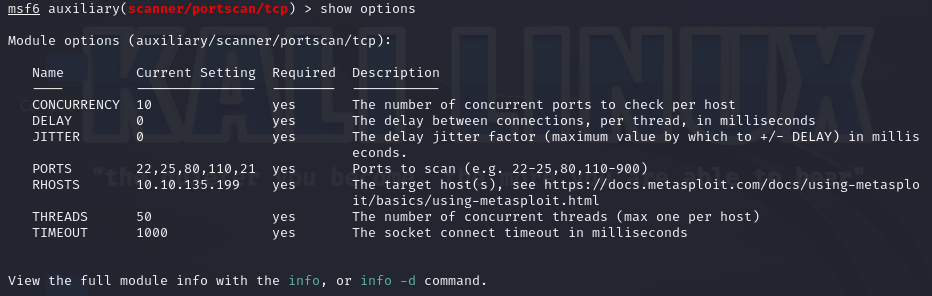 msf6 auxiliary(scanner/portscan/tcp) > show options
Module options (auxiliary/scanner/portscan/tcp):
Name Current Setting Required Description
CONCURRENCY 10 yes The number of concurrent ports to check per host
DELAY 0 yes The delay between connections, per thread, in milliseconds
JITTER 0 yes The delay jitter factor (maximum value by which to +/- DELAY) in millis
econds.
PORTS 22,25,80,110,21 yes Ports to scan (e.g. 22-25,80,110-900)
RHOSTS 10.10.135.199 yes The target host(s), see https://docs.metasploit.com/docs/using-metasplo
it/basics/using-metasploit.html
THREADS 50 yes The number of concurrent threads (max one per host)
TIMEOUT 1000 yes The socket connect timeout in milliseconds
View the full module info with the info, or info -d command.
KALI LINUX